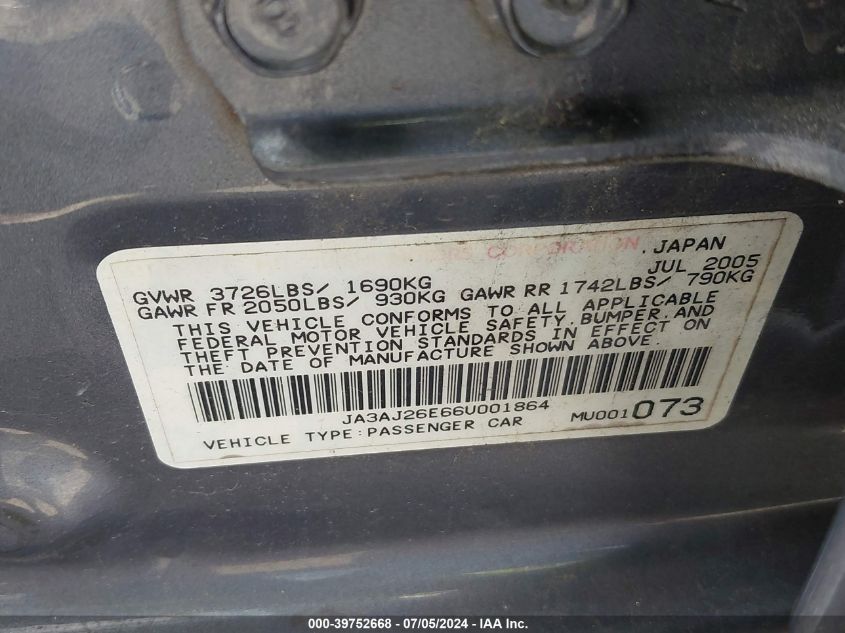 CORPORATION, JAPAN
JUL 2005
GVWR 3726LBS/ 1690KG
GAWR FR 2050LBS/ 930KG GAWR RR 1742LBS/ 790KG
THIS VEHICLE CONFORMS TO ALL APPLICABLE
FEDERAL MOTOR VEHICLE SAFETY,BUMPER,AND
THEFT PREVENTION STANDARDS IN EFFECT ON
THE DATE OF MANUFACTURE SHOWN ABOVE.
JA3AJ26E66U001864
MU001073
VEHICLE TYPE:PASSENGER CAR
000-39752668 - 07/05/2024 - IAA Inc.